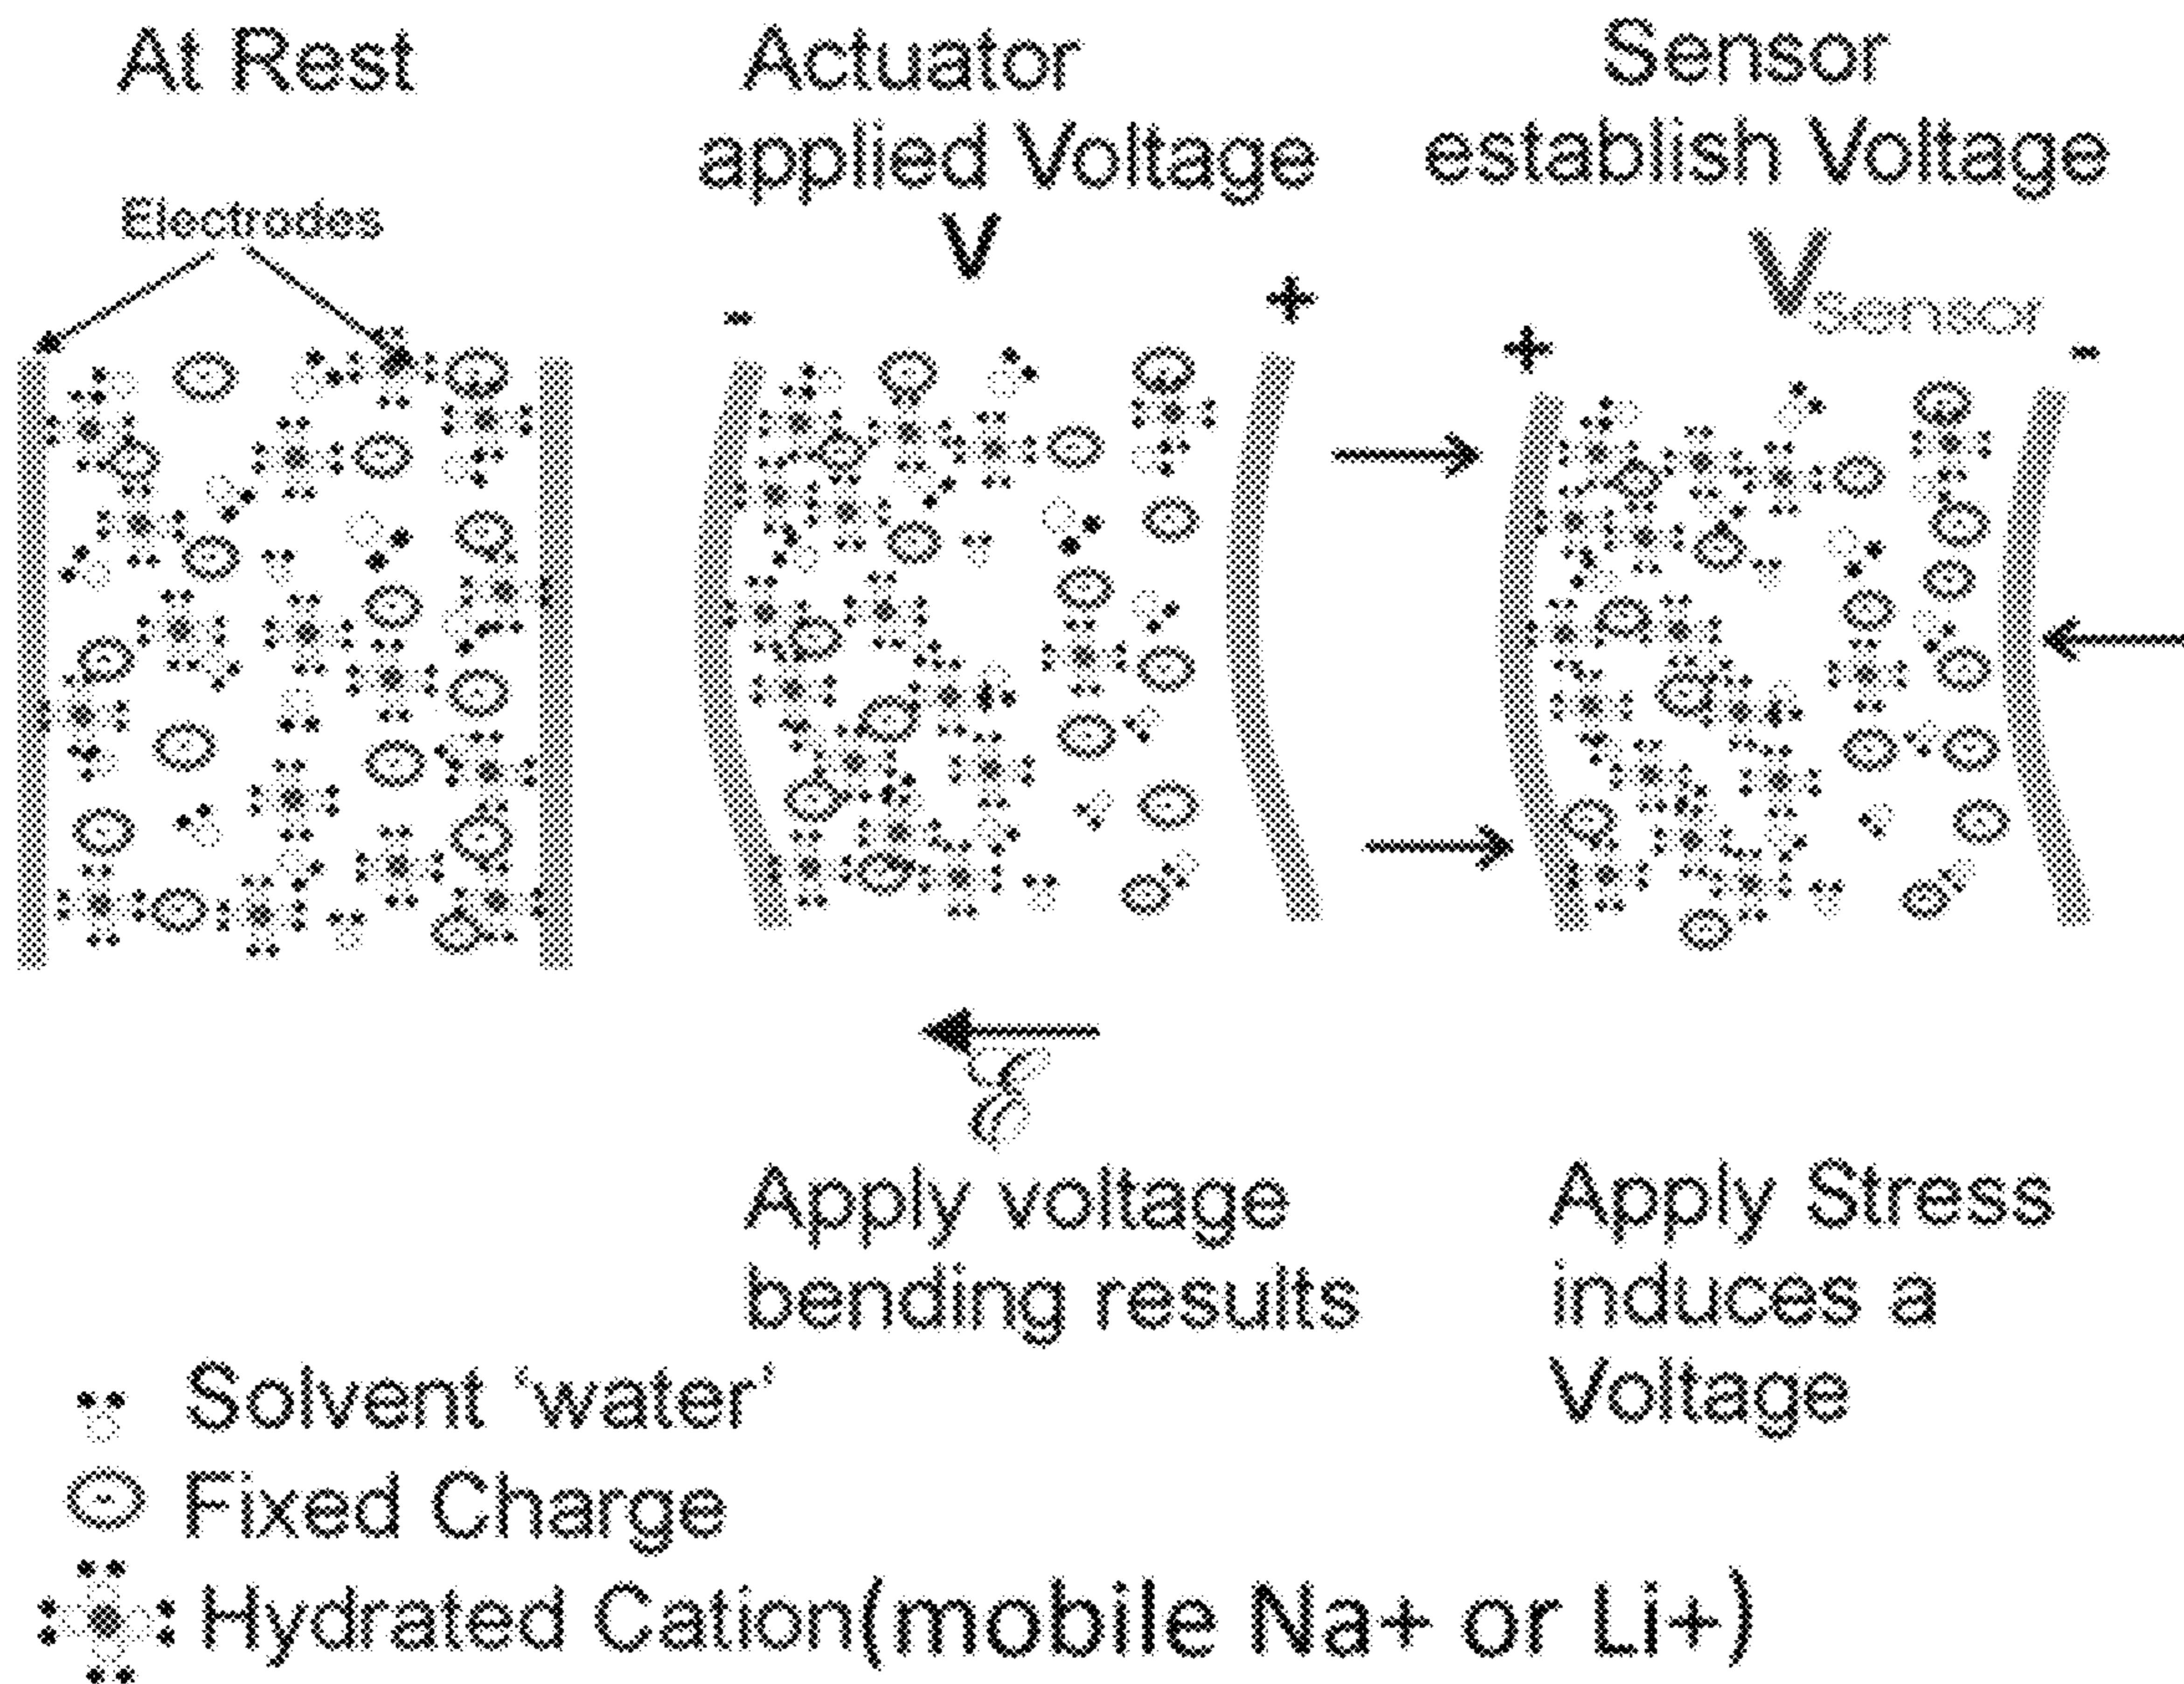 At Rest
Electrodes
Actuator
applied Voltage
V
- +
Sensor
establish Voltage
VSensor
+ -
ℰ
Apply voltage
bending results
Apply Stress
induces a
Voltage
Solvent ‘water’
Fixed Charge
Hydrated Cation(mobile Na+ or Li+)